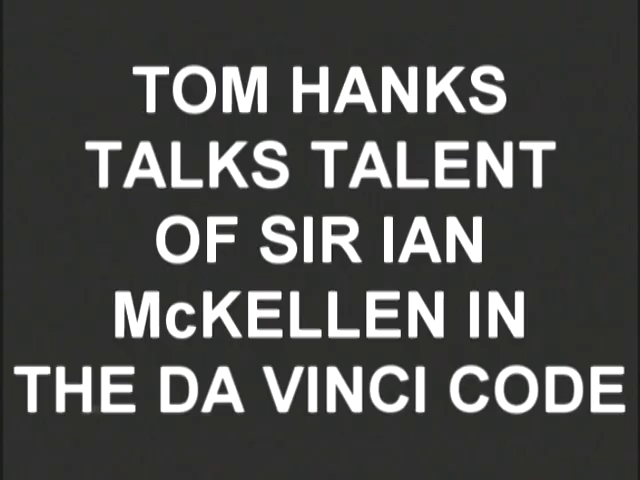 TOM HANKS
TALKS TALENT
OF SIR IAN
McKELLEN IN
THE DA VINCI CODE